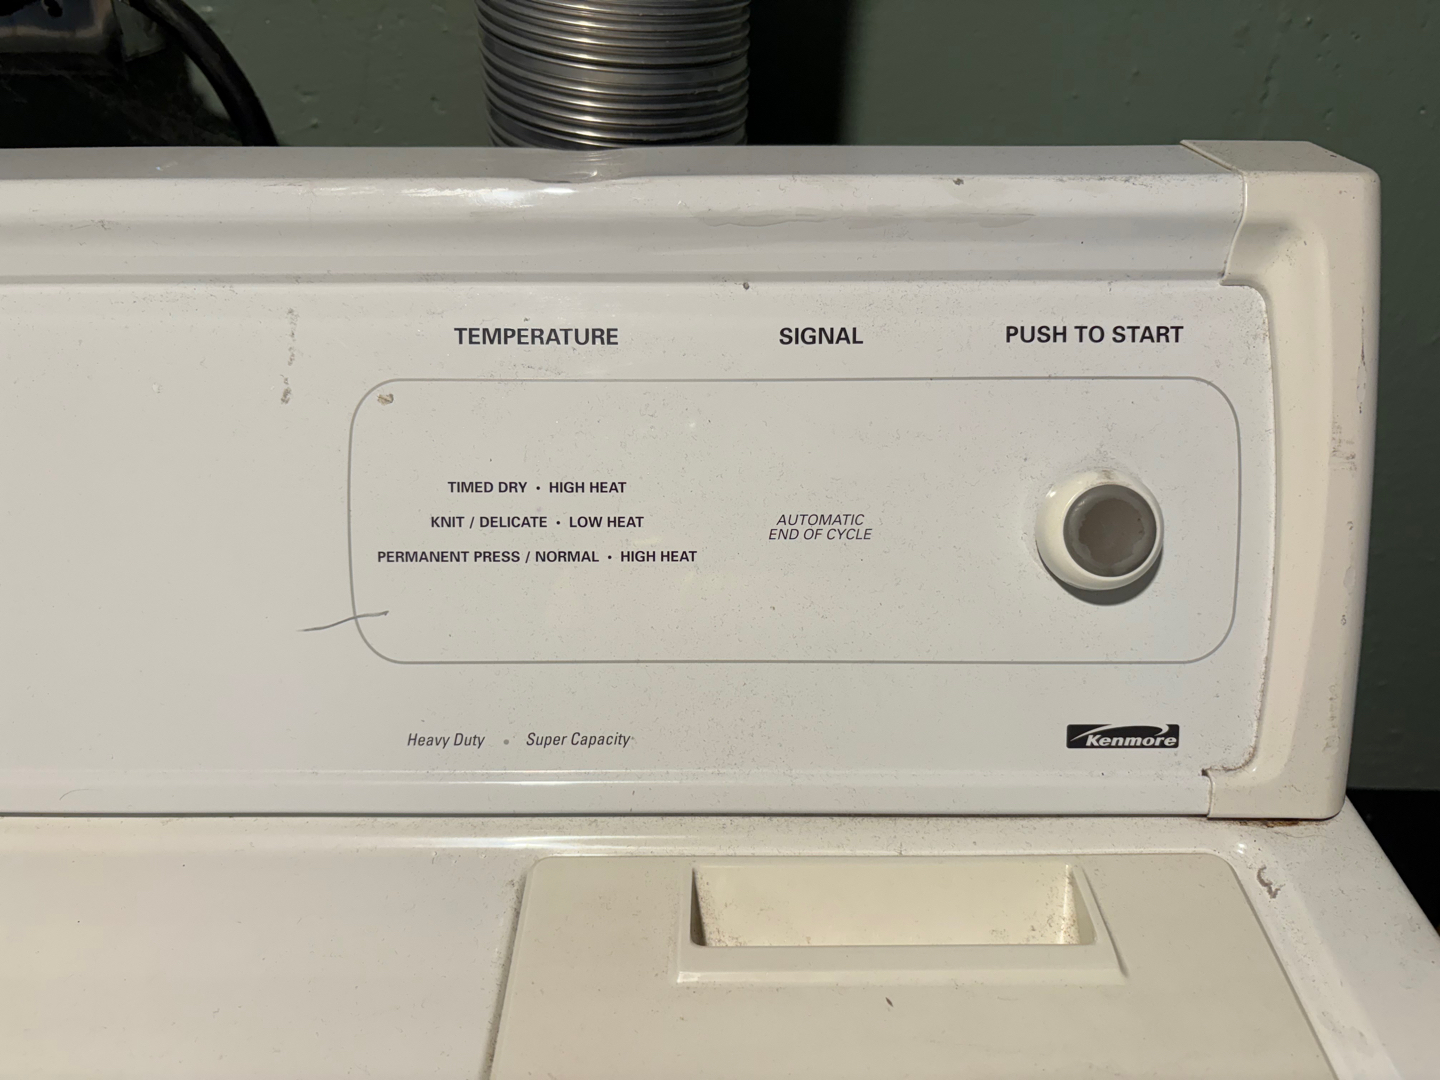 TEMPERATURE
SIGNAL
PUSH TO START
TIMED DRY • HIGH HEAT
KNIT / DELICATE • LOW HEAT
PERMANENT PRESS / NORMAL • HIGH HEAT
AUTOMATIC
END OF CYCLE
Heavy Duty • Super Capacity
Kenmore